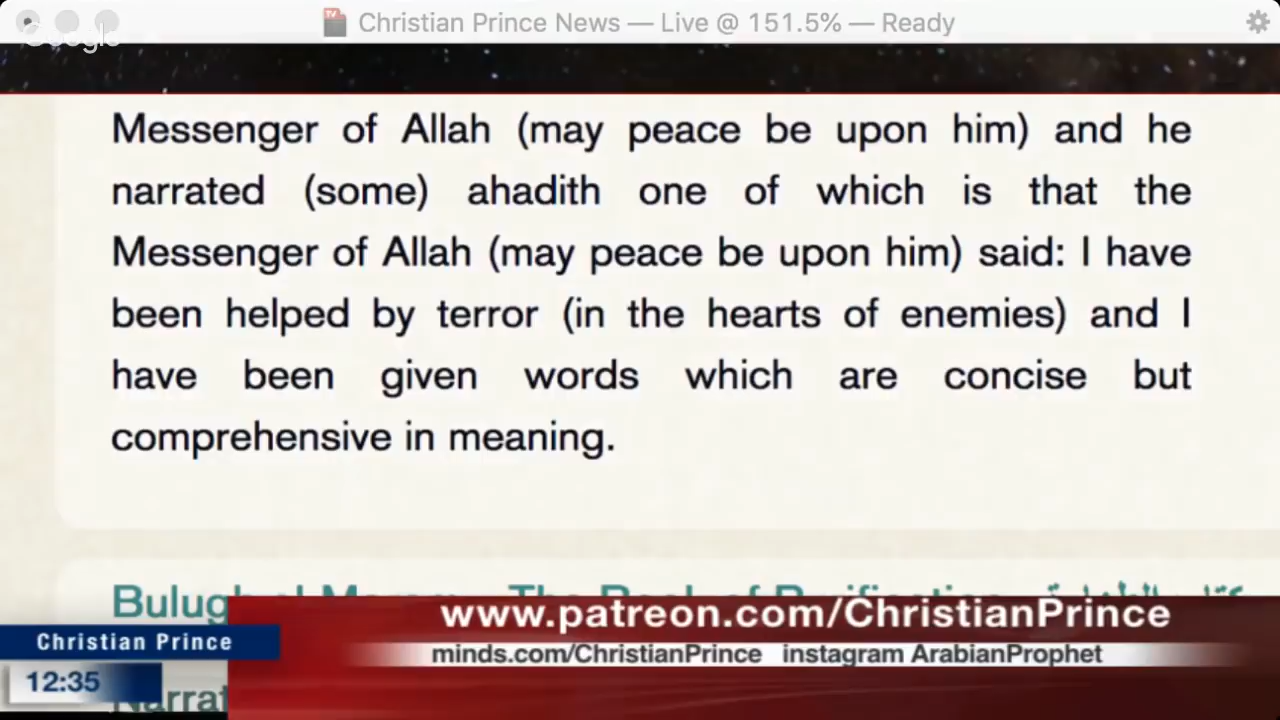 Christian Prince News — Live @ 151.5% — Ready
Google
Messenger of Allah (may peace be upon him) and he
narrated (some) ahadith one of which is that the
Messenger of Allah (may peace be upon him) said: I have
been helped by terror (in the hearts of enemies) and I
have been given words which are concise but
comprehensive in meaning.
www.patreon.com/ChristianPrince
Christian Prince
minds.com/ChristianPrince instagram ArabianProphet
12:35